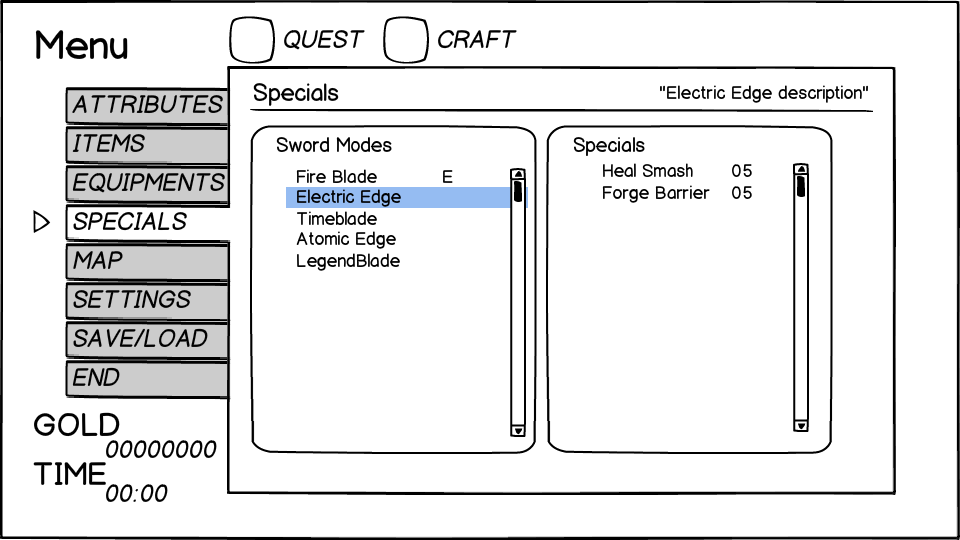 Menu
QUEST CRAFT
ATTRIBUTES
ITEMS
EQUIPMENTS
SPECIALS
MAP
SETTINGS
SAVE/LOAD
END
GOLD
00000000
TIME
00:00
Specials "Electric Edge description"
Sword Modes
Fire Blade E
Electric Edge
Timeblade
Atomic Edge
LegendBlade
Specials
Heal Smash 05
Forge Barrier 05